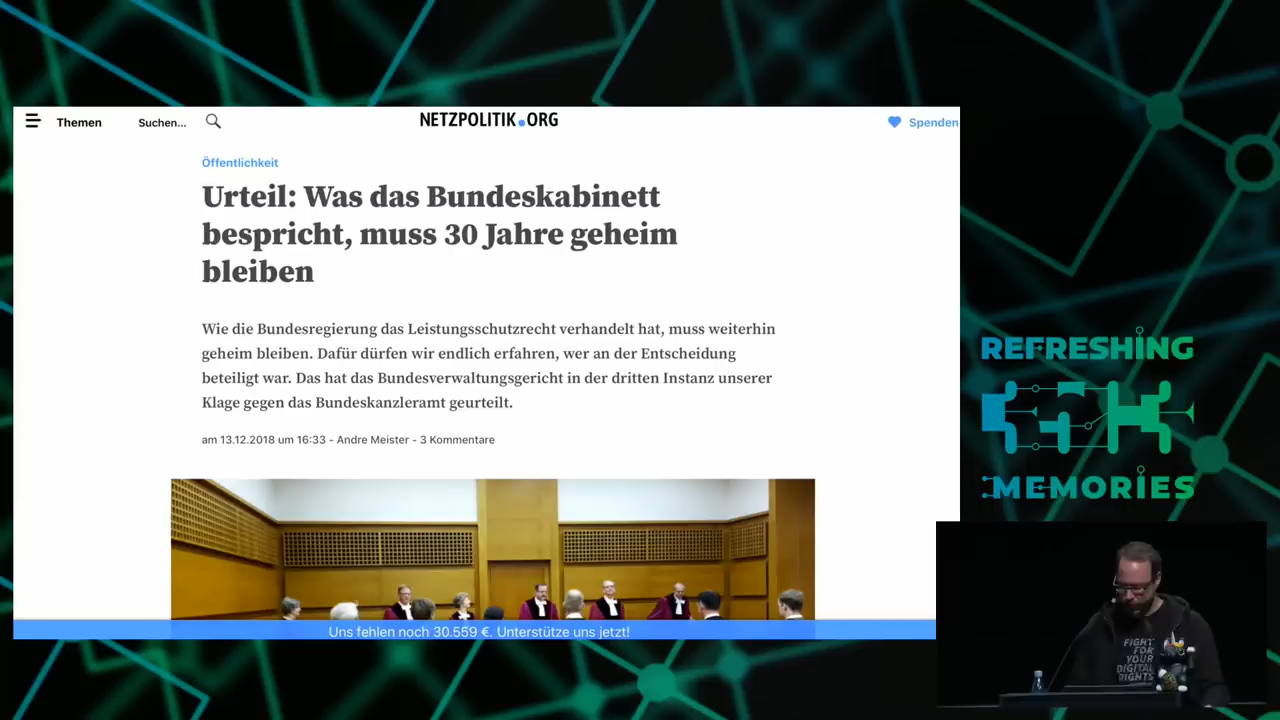 Themen
Suchen...
NETZPOLITIK.ORG
Spenden
Öffentlichkeit
Urteil: Was das Bundeskabinett
bespricht, muss 30 Jahre geheim
bleiben
Wie die Bundesregierung das Leistungsschutzrecht verhandelt hat, muss weiterhin
geheim bleiben. Dafür dürfen wir endlich erfahren, wer an der Entscheidung
beteiligt war. Das hat das Bundesverwaltungsgericht in der dritten Instanz unserer
Klage gegen das Bundeskanzleramt geurteilt.
am 13.12.2018 um 16:33 - Andre Meister - 3 Kommentare
Uns fehlen noch 30.559 €. Unterstütze uns jetzt!
REFRESHING
35C3
MEMORIES
FIGHT
FOR
YOUR
DIGITAL
RIGHTS